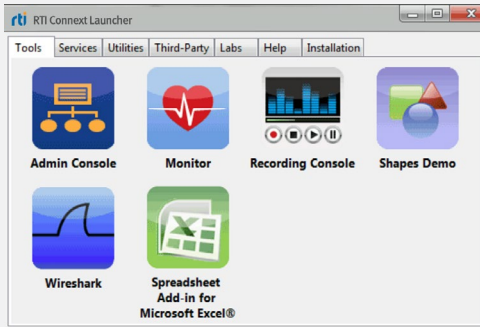 rti RTI Connext Launcher
Tools Services Utilities Third-Party Labs Help Installation
Admin Console Monitor Recording Console Shapes Demo
Wireshark Spreadsheet
Add-in for
Microsoft Excel®